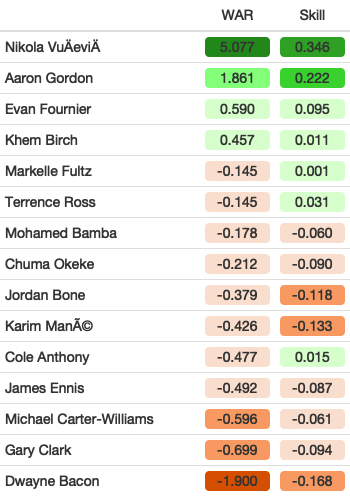 WAR Skill
Nikola VuÄeviÄ 5.077 0.346
Aaron Gordon 1.861 0.222
Evan Fournier 0.590 0.095
Khem Birch 0.457 0.011
Markelle Fultz -0.145 0.001
Terrence Ross -0.145 0.031
Mohamed Bamba -0.178 -0.060
Chuma Okeke -0.212 -0.090
Jordan Bone -0.379 -0.118
Karim ManÃ© -0.426 -0.133
Cole Anthony -0.477 0.015
James Ennis -0.492 -0.087
Michael Carter-Williams -0.596 -0.061
Gary Clark -0.699 -0.094
Dwayne Bacon -1.900 -0.168